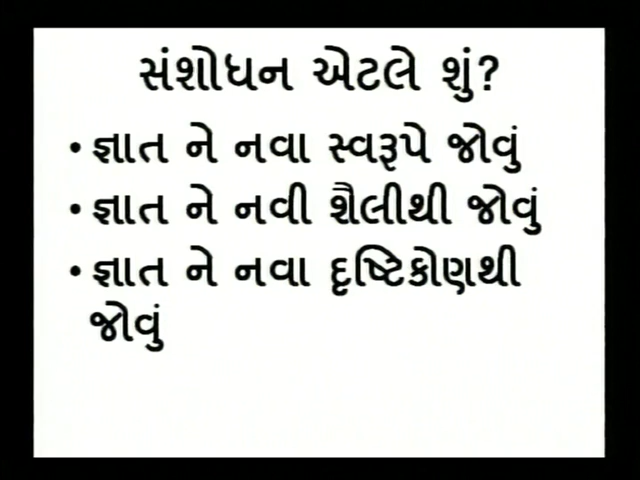 સંશોધન એટલે શું?
• જ્ઞાત ને નવા સ્વરૂપે જોવું
• જ્ઞાત ને નવી શૈલીથી જોવું
• જ્ઞાત ને નવા દૃષ્ટિકોણથી
જોવું